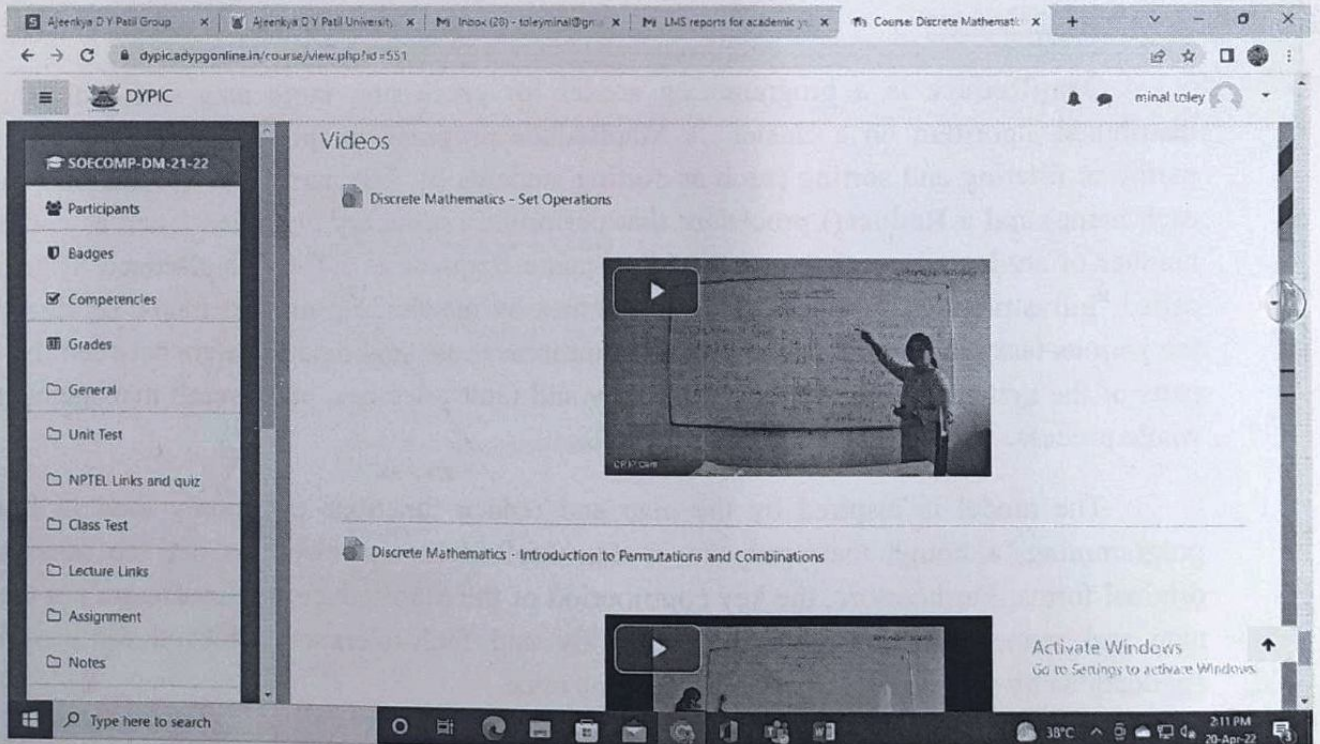 Ajeenkya D Y Patil Group
Ajeenkya D Y Patil University
Inbox (28) - toleyminal@gm
LMS reports for academic ye
Course: Discrete Mathematic
dypic.adypgonline.in/course/view.php?id=551
DYPIC
minal toley
SOECOMP-DM-21-22
Participants
Badges
Competencies
Grades
General
Unit Test
NPTEL Links and quiz
Class Test
Lecture Links
Assignment
Notes
Videos
Discrete Mathematics - Set Operations
Discrete Mathematics - Introduction to Permutations and Combinations
Activate Windows
Go to Settings to activate Windows.
Type here to search
38°C
2:11 PM
20-Apr-22